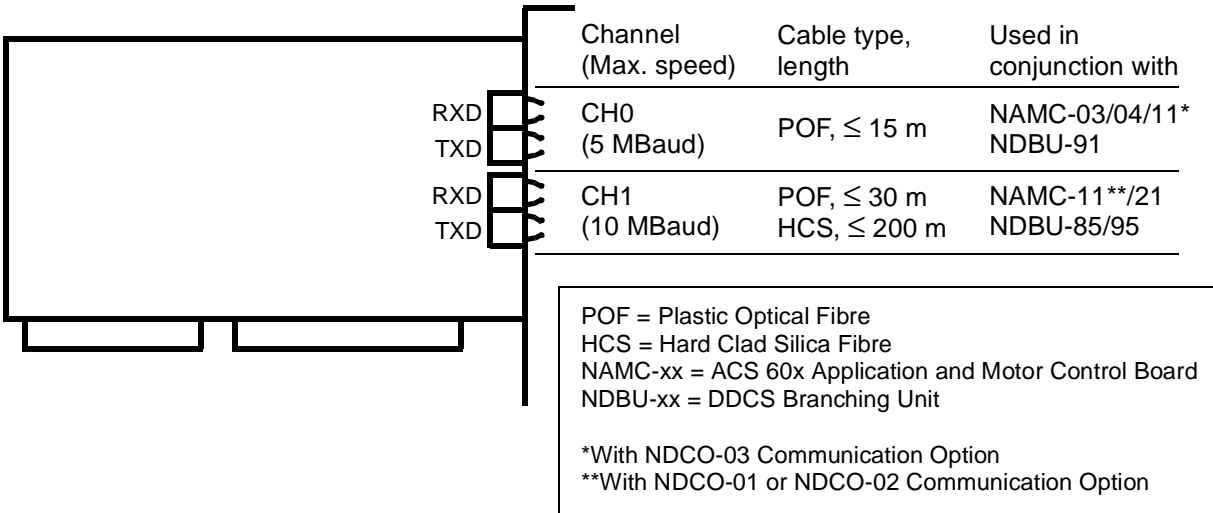 Channel (Max. speed) Cable type, length Used in conjunction with
RXD
TXD
CH0 (5 MBaud) POF, ≤ 15 m NAMC-03/04/11* NDBU-91
RXD
TXD
CH1 (10 MBaud) POF, ≤ 30 m HCS, ≤ 200 m NAMC-11**/21 NDBU-85/95
POF = Plastic Optical Fibre
HCS = Hard Clad Silica Fibre
NAMC-xx = ACS 60x Application and Motor Control Board
NDBU-xx = DDCS Branching Unit
*With NDCO-03 Communication Option
**With NDCO-01 or NDCO-02 Communication Option